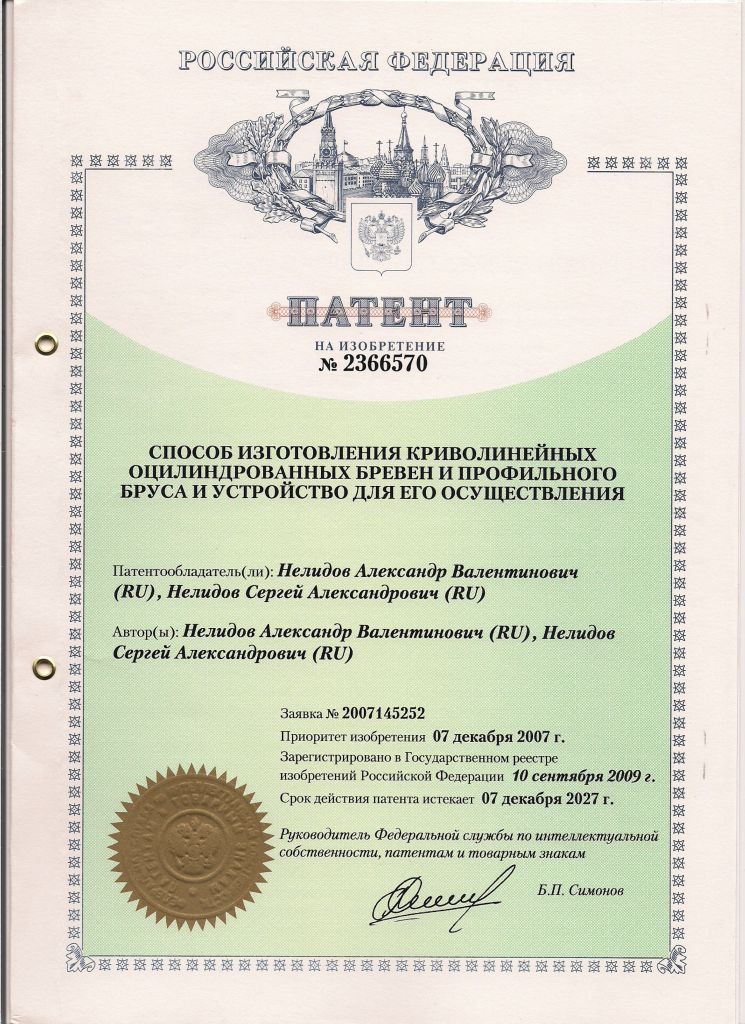 РОССИЙСКАЯ ФЕДЕРАЦИЯ
ПАТЕНТ
НА ИЗОБРЕТЕНИЕ
№ 2366570
СПОСОБ ИЗГОТОВЛЕНИЯ КРИВОЛИНЕЙНЫХ
ОЦИЛИНДРОВАННЫХ БРЕВЕН И ПРОФИЛЬНОГО
БРУСА И УСТРОЙСТВО ДЛЯ ЕГО ОСУЩЕСТВЛЕНИЯ
Патентообладатель(ли): Нелидов Александр Валентинович
(RU), Нелидов Сергей Александрович (RU)
Автор(ы): Нелидов Александр Валентинович (RU), Нелидов
Сергей Александрович (RU)
Заявка № 2007145252
Приоритет изобретения 07 декабря 2007 г.
Зарегистрировано в Государственном реестре
изобретений Российской Федерации 10 сентября 2009 г.
Срок действия патента истекает 07 декабря 2027 г.
Руководитель Федеральной службы по интеллектуальной
собственности, патентам и товарным знакам
Б.П. Симонов